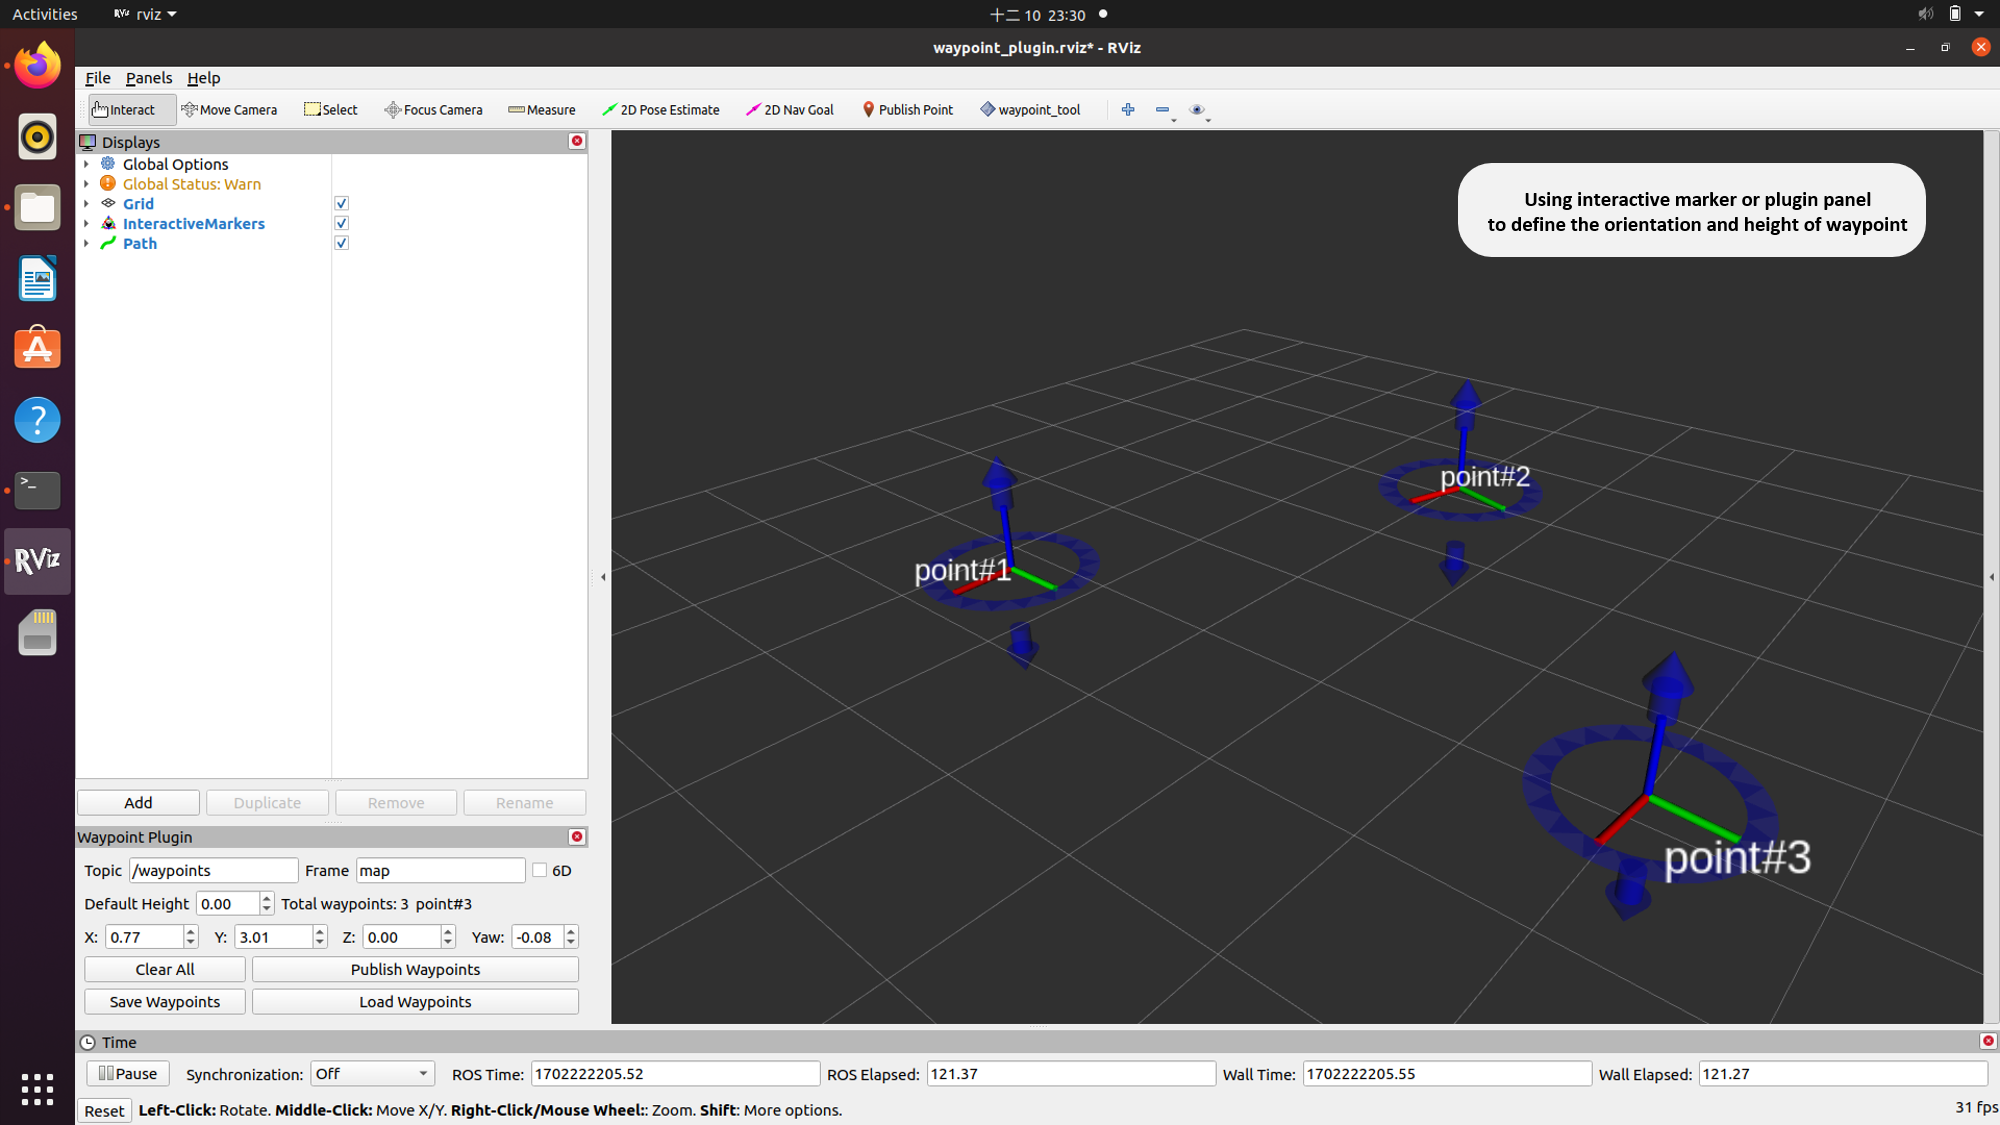 Activities rviz 十二 10 23:30
waypoint_plugin.rviz* - RViz
File Panels Help
Interact Move Camera Select Focus Camera Measure 2D Pose Estimate 2D Nav Goal Publish Point waypoint_tool
Displays
Global Options
Global Status: Warn
Grid
InteractiveMarkers
Path
Using interactive marker or plugin panel
to define the orientation and height of waypoint
point#2
point#1
point#3
RViz
Add Duplicate Remove Rename
Waypoint Plugin
Topic /waypoints Frame map 6D
Default Height 0.00 Total waypoints: 3 point#3
X: 0.77 Y: 3.01 Z: 0.00 Yaw: -0.08
Clear All Publish Waypoints
Save Waypoints Load Waypoints
Time
Pause Synchronization: Off ROS Time: 1702222205.52 ROS Elapsed: 121.37 Wall Time: 1702222205.55 Wall Elapsed: 121.27
Reset Left-Click: Rotate. Middle-Click: Move X/Y. Right-Click/Mouse Wheel:: Zoom. Shift: More options. 31 fps